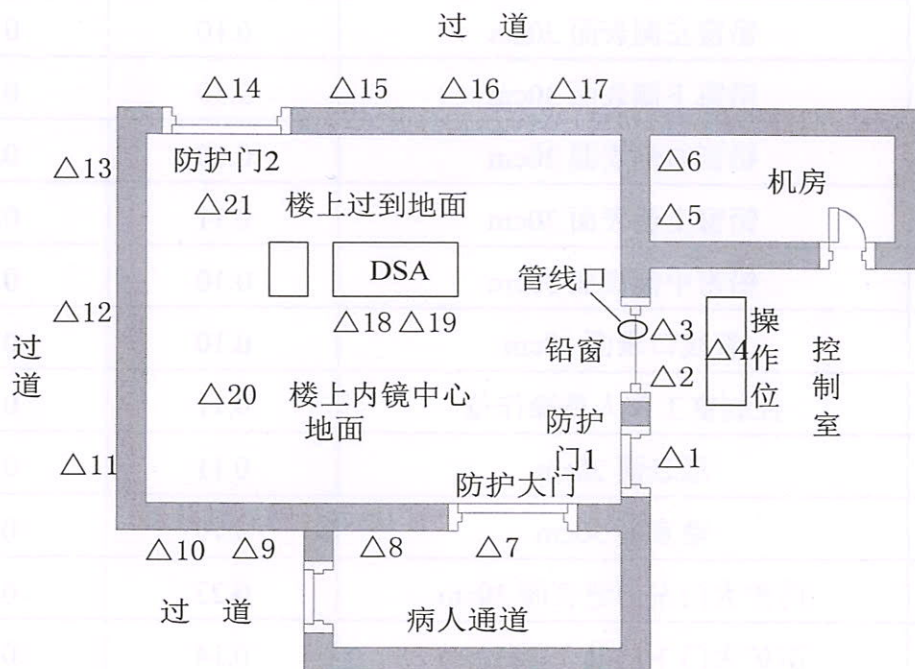 过 道
△14
△15
△16
△17
△13
防护门2
△6
机房
△21
楼上过到地面
△5
DSA
管线口
△12
△18
△19
△3
操作位
过道
铅窗
△4
控制室
△2
△20
楼上内镜中心
地面
防护
门1
△11
防护大门
△1
△10
△9
△8
△7
过 道
病人通道